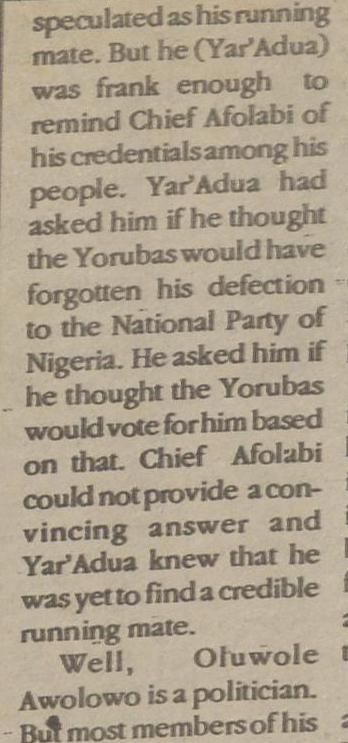 speculated as his running
mate. But he (Yar'Adua)
was frank enough to
remind Chief Afolabi of
his credentials among his
people. Yar'Adua had
asked him if he thought
the Yorubas would have
forgotten his defection
to the National Party of
Nigeria. He asked him if
he thought the Yorubas
would vote for him based
on that. Chief Afolabi
could not provide a con-
vincing answer and
Yar'Adua knew that he
was yet to find a credible
running mate.
Well, Oluwole
Awolowo is a politician.
But most members of his